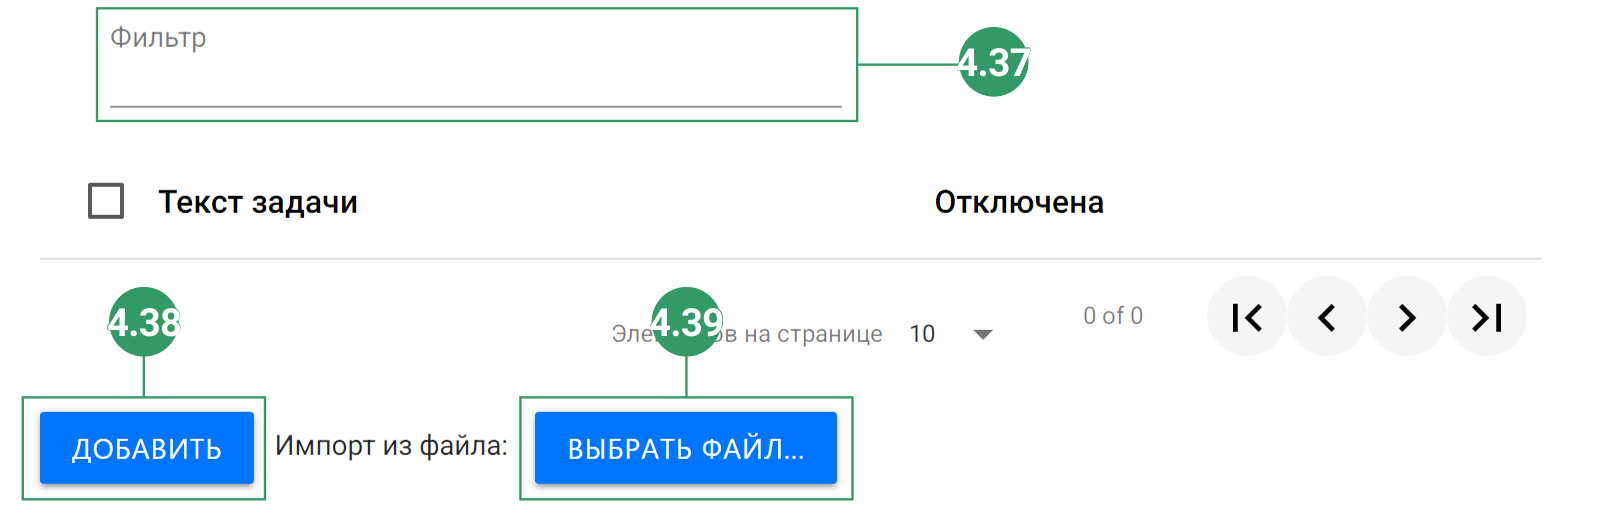 Фильтр
4.37
Текст задачи Отключена
4.38 4.39
на странице 10 0 of 0
ДОБАВИТЬ Импорт из файла: ВЫБРАТЬ ФАЙЛ...